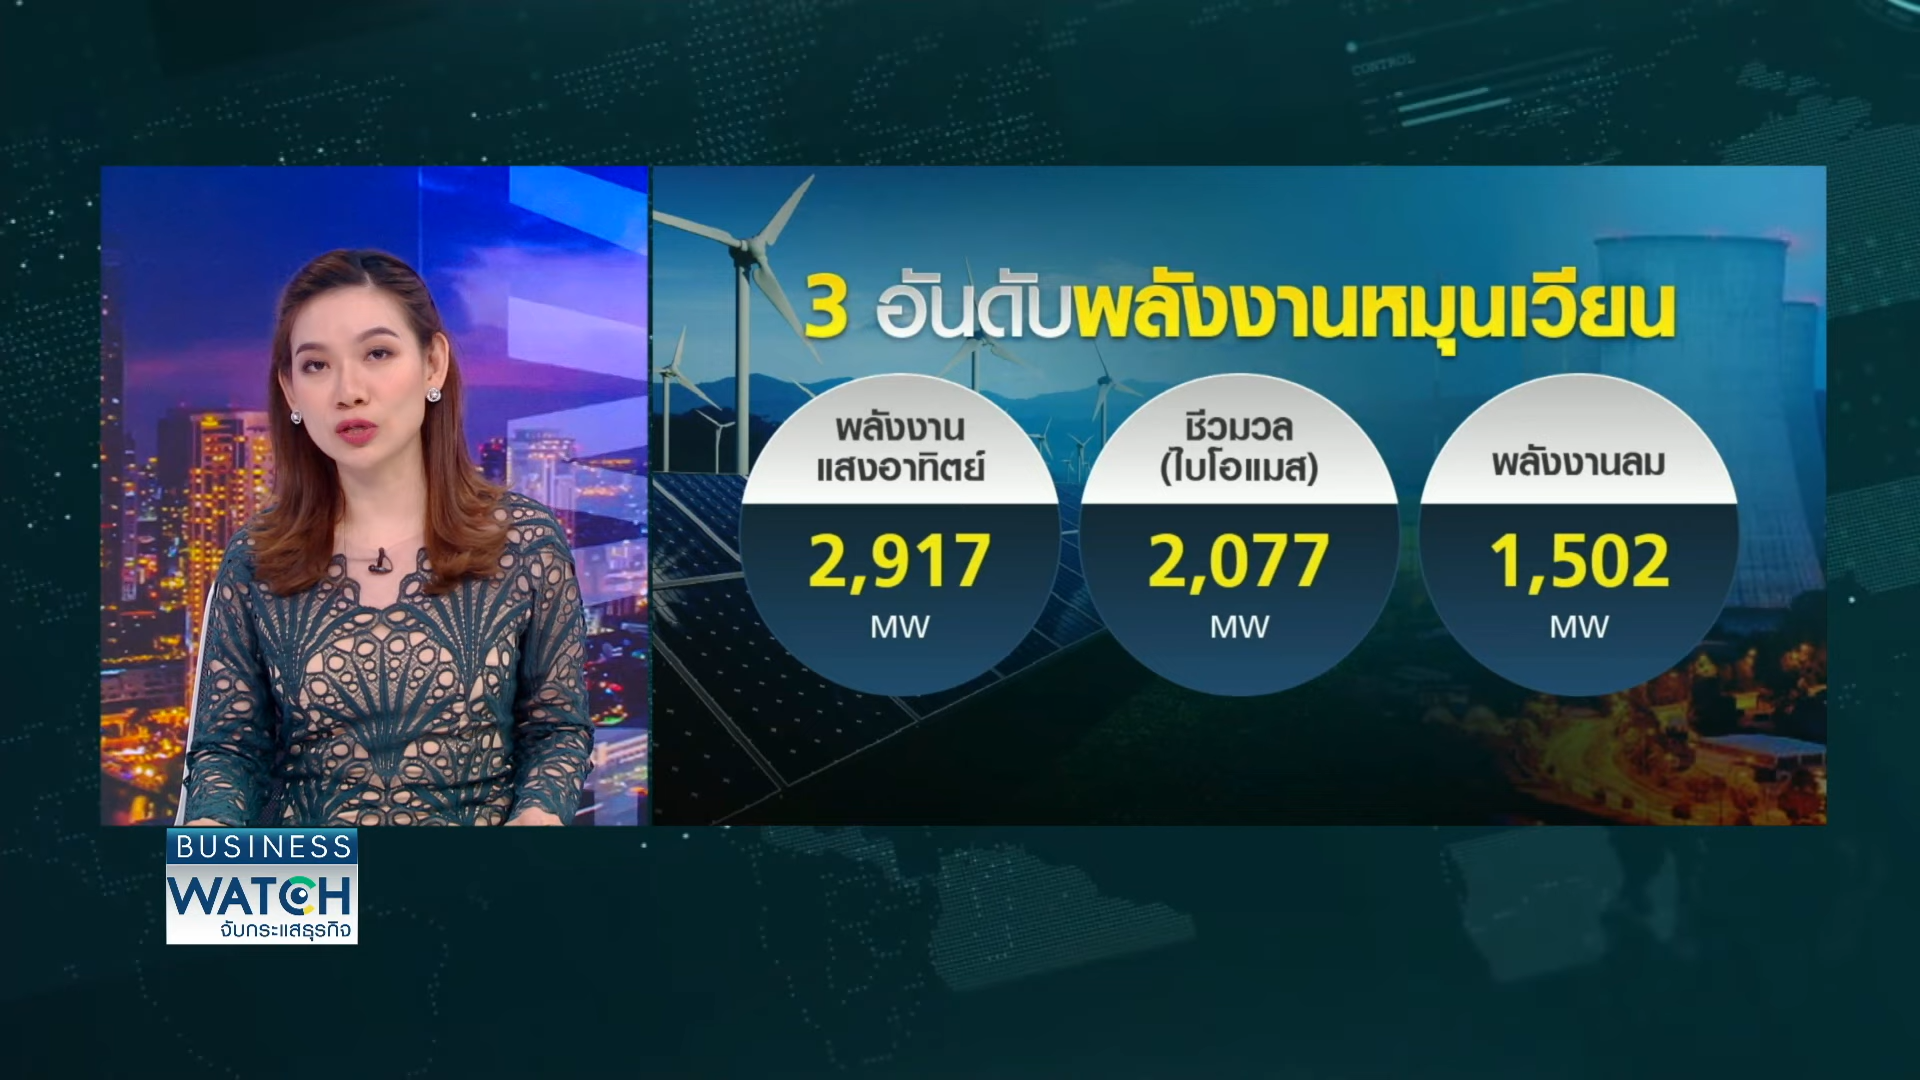 CONTROL
3 อันดับพลังงานหมุนเวียน
พลังงาน
แสงอาทิตย์
2,917
MW
ชีวมวล
(ไบโอแมส)
2,077
MW
พลังงานลม
1,502
MW
BUSINESS
WATCH
จับกระแสธุรกิจ